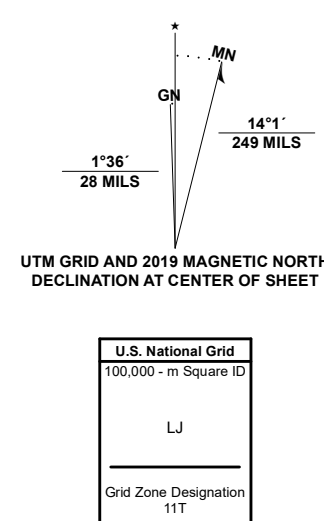 ★
MN
GN
14°1´
249 MILS
1°36´
28 MILS
UTM GRID AND 2019 MAGNETIC NORTH
DECLINATION AT CENTER OF SHEET
U.S. National Grid
100,000 - m Square ID
LJ
Grid Zone Designation
11T